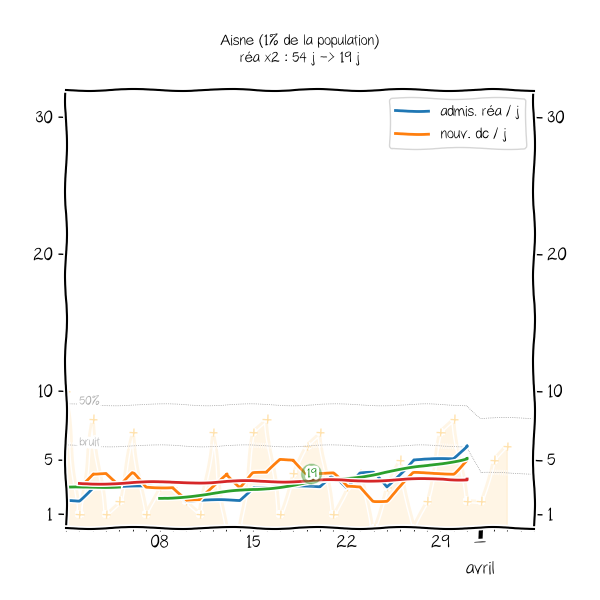 Aisne (1% de la population)
réa x2 : 54 j -> 19 j
admis. réa / j
nouv. dc / j
30
30
20
20
10
10
50%
bruit
5
5
19
1
1
08
15
22
29
1
avril